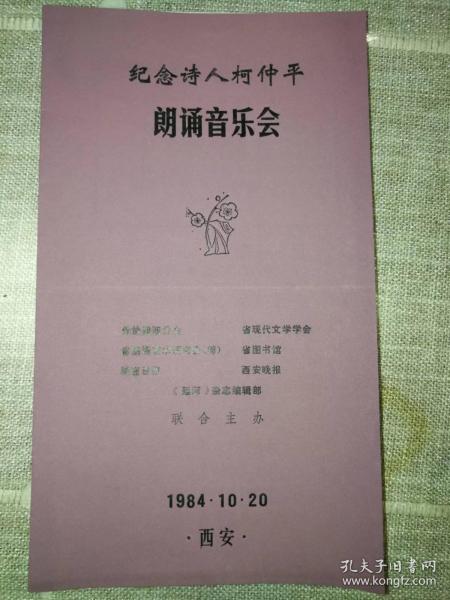 纪念诗人柯仲平
朗诵音乐会
省现代文学学会
省图书馆
西安晚报
《延河》杂志编辑部
联合主办
1984·10·20
·西安·
孔夫子旧书网
www.kongfz.com